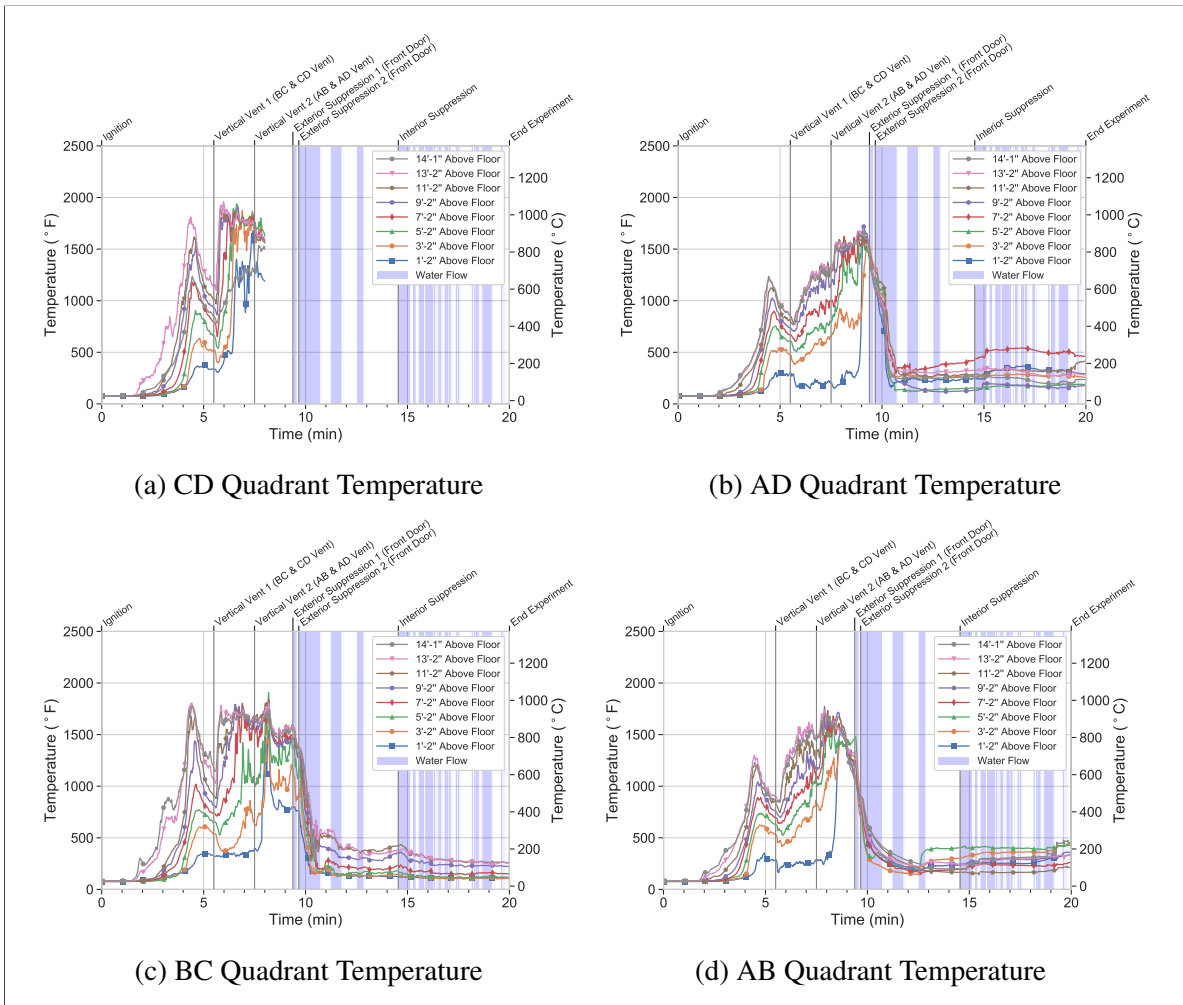 Ignition
Vertical Vent 1 (BC & CD Vent)
Vertical Vent 2 (AB & AD Vent)
Exterior Suppression 1 (Front Door)
Exterior Suppression 2 (Front Door)
Interior Suppression
End Experiment
2500
2000
1500
1000
500
0
Temperature (° F)
14'-1" Above Floor
13'-2" Above Floor
11'-2" Above Floor
9'-2" Above Floor
7'-2" Above Floor
5'-2" Above Floor
3'-2" Above Floor
1'-2" Above Floor
Water Flow
1200
1000
800
600
400
200
0
Temperature (° C)
0 5 10 15 20
Time (min)
(a) CD Quadrant Temperature
Ignition
Vertical Vent 1 (BC & CD Vent)
Vertical Vent 2 (AB & AD Vent)
Exterior Suppression 1 (Front Door)
Exterior Suppression 2 (Front Door)
Interior Suppression
End Experiment
2500
2000
1500
1000
500
0
Temperature (° F)
14'-1" Above Floor
13'-2" Above Floor
11'-2" Above Floor
9'-2" Above Floor
7'-2" Above Floor
5'-2" Above Floor
3'-2" Above Floor
1'-2" Above Floor
Water Flow
1200
1000
800
600
400
200
0
Temperature (° C)
0 5 10 15 20
Time (min)
(b) AD Quadrant Temperature
Ignition
Vertical Vent 1 (BC & CD Vent)
Vertical Vent 2 (AB & AD Vent)
Exterior Suppression 1 (Front Door)
Exterior Suppression 2 (Front Door)
Interior Suppression
End Experiment
2500
2000
1500
1000
500
0
Temperature (° F)
14'-1" Above Floor
13'-2" Above Floor
11'-2" Above Floor
9'-2" Above Floor
7'-2" Above Floor
5'-2" Above Floor
3'-2" Above Floor
1'-2" Above Floor
Water Flow
1200
1000
800
600
400
200
0
Temperature (° C)
0 5 10 15 20
Time (min)
(c) BC Quadrant Temperature
Ignition
Vertical Vent 1 (BC & CD Vent)
Vertical Vent 2 (AB & AD Vent)
Exterior Suppression 1 (Front Door)
Exterior Suppression 2 (Front Door)
Interior Suppression
End Experiment
2500
2000
1500
1000
500
0
Temperature (° F)
14'-1" Above Floor
13'-2" Above Floor
11'-2" Above Floor
9'-2" Above Floor
7'-2" Above Floor
5'-2" Above Floor
3'-2" Above Floor
1'-2" Above Floor
Water Flow
1200
1000
800
600
400
200
0
Temperature (° C)
0 5 10 15 20
Time (min)
(d) AB Quadrant Temperature